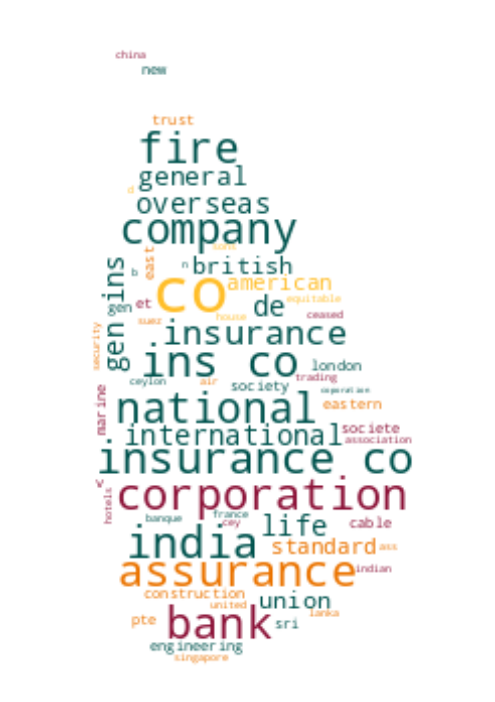 china
new
trust
fire
general
d
overseas
company
sons
east
n british
b
gen ins
co
american
de
equitable
gen
et
house
ceased
suez
insurance
security
ins co
london
trading
ceylon
air
society
corporation
marine
national
eastern
international
societe
association
insurance co
v
hotels
corporation
banque
france
cey
life
cable
india
standard
ass
assurance
indian
construction
united
union
lanka
pte
bank
sri
engineering
singapore